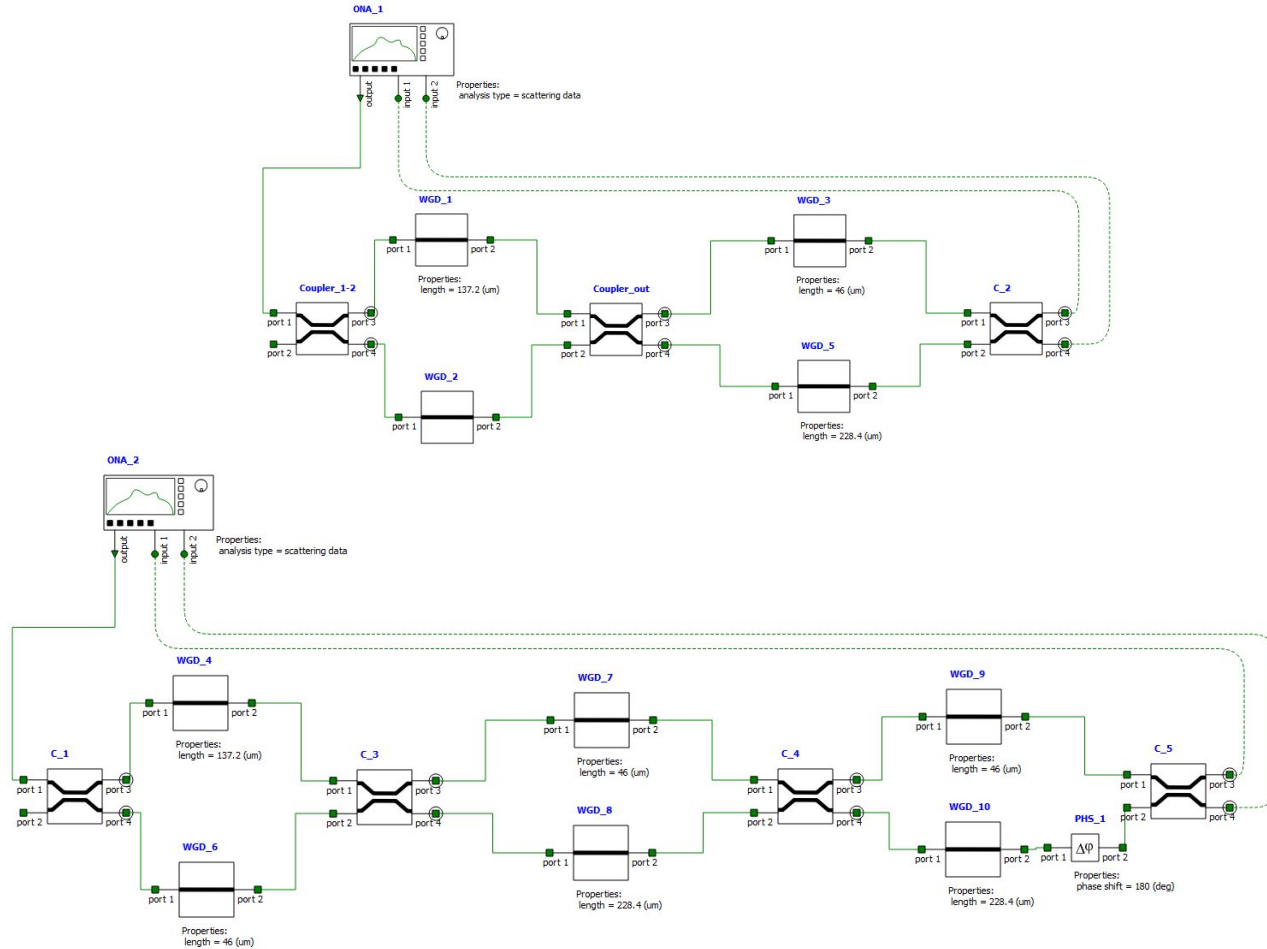 ONA_1
output
input 1
input 2
Properties:
analysis type = scattering data
WGD_1
port 1
port 2
Properties:
length = 137.2 (um)
WGD_3
port 1
port 2
Properties:
length = 46 (um)
Coupler_1-2
port 1
port 3
port 2
port 4
Coupler_out
port 1
port 3
port 2
port 4
C_2
port 1
port 3
port 2
port 4
WGD_2
port 1
port 2
WGD_5
port 1
port 2
Properties:
length = 228.4 (um)
ONA_2
output
input 1
input 2
Properties:
analysis type = scattering data
WGD_4
port 1
port 2
Properties:
length = 137.2 (um)
WGD_7
port 1
port 2
Properties:
length = 46 (um)
WGD_9
port 1
port 2
Properties:
length = 46 (um)
C_1
port 1
port 3
port 2
port 4
C_3
port 1
port 3
port 2
port 4
C_4
port 1
port 3
port 2
port 4
C_5
port 1
port 3
port 2
port 4
WGD_6
port 1
port 2
Properties:
length = 46 (um)
WGD_8
port 1
port 2
Properties:
length = 228.4 (um)
WGD_10
port 1
port 2
Properties:
length = 228.4 (um)
PHS_1
port 1
Δφ
port 2
Properties:
phase shift = 180 (deg)